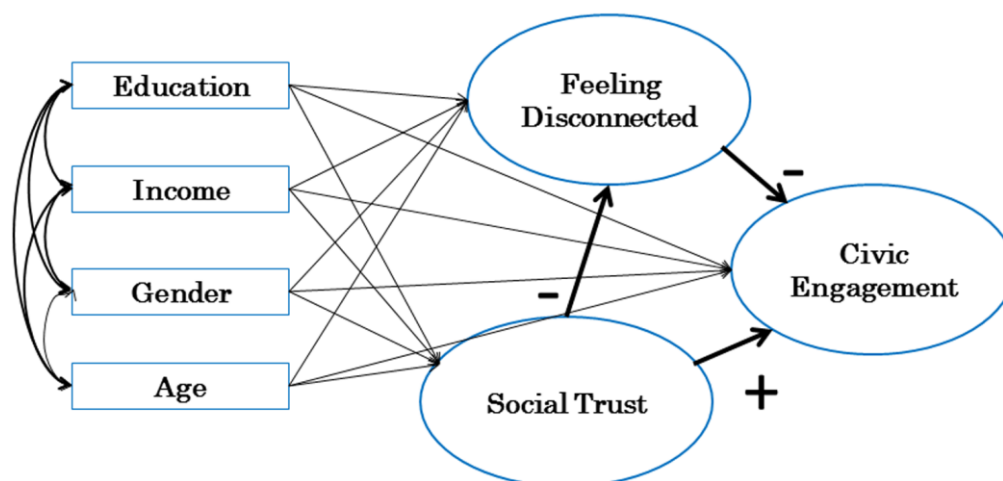 Education
Income
Gender
Age
Feeling
Disconnected
-
-
Social Trust
+
Civic
Engagement